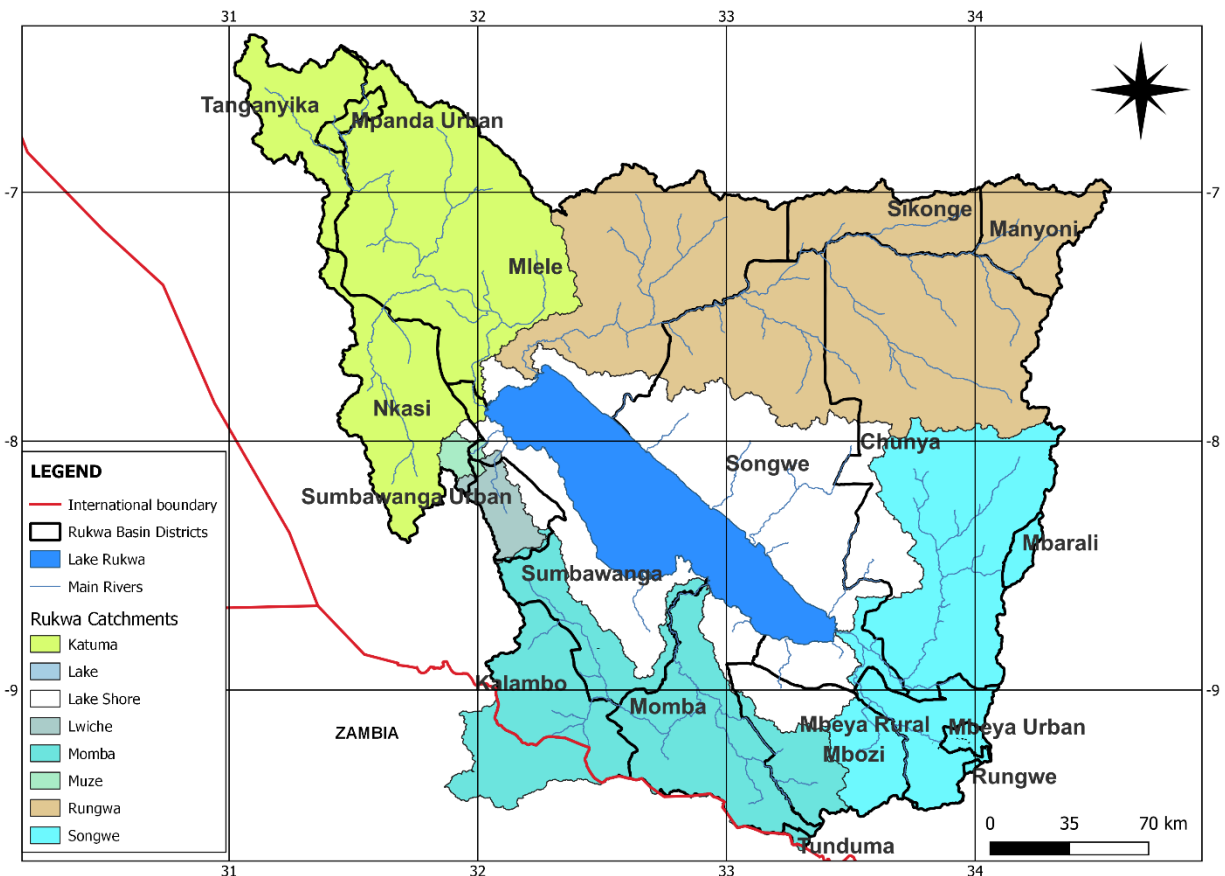 31 32 33 34
Tanganyika
Mpanda Urban
-7 -7
Sikonge
Manyoni
Mlele
Nkasi
-8 -8
Chunya
Songwe
Sumbawanga Urban
Mbarali
Sumbawanga
Kalambo
-9 -9
Momba
Mbeya Rural
Mbeya Urban
ZAMBIA
Mbozi
Rungwe
Tunduma
LEGEND
International boundary
Rukwa Basin Districts
Lake Rukwa
Main Rivers
Rukwa Catchments
Katuma
Lake
Lake Shore
Lwiche
Momba
Muze
Rungwa
Songwe
0 35 70 km
31 32 33 34